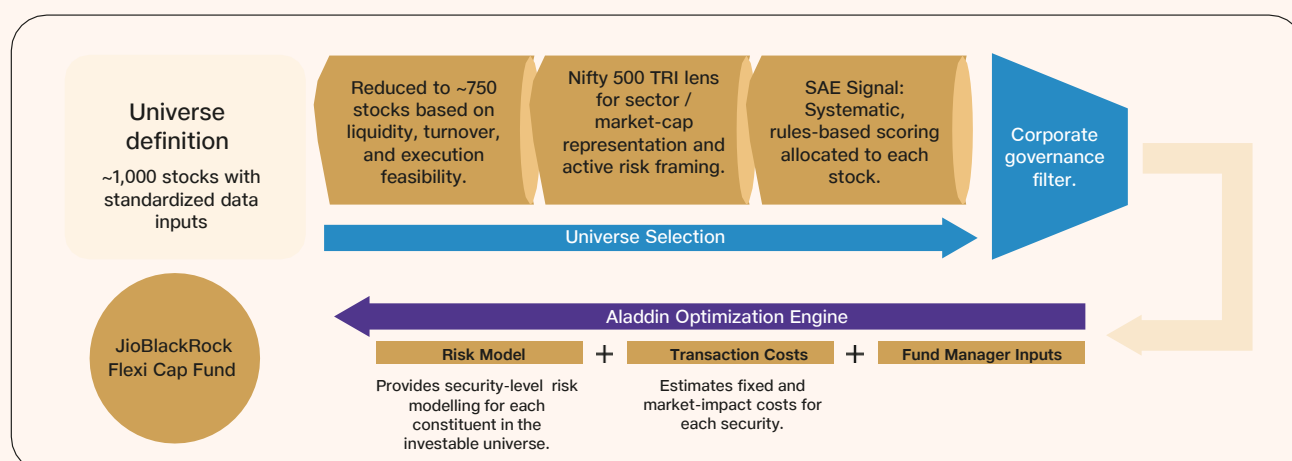 Universe
definition
~1,000 stocks with
standardized data
inputs
Reduced to ~750
stocks based on
liquidity, turnover,
and execution
feasibility.
Nifty 500 TRI lens
for sector /
market-cap
representation and
active risk framing.
SAE Signal:
Systematic,
rules-based scoring
allocated to each
stock.
Corporate
governance
filter.
Universe Selection
Aladdin Optimization Engine
Risk Model + Transaction Costs + Fund Manager Inputs
Provides security-level risk
modelling for each
constituent in the
investable universe.
Estimates fixed and
market-impact costs for
each security.
JioBlackRock
Flexi Cap Fund